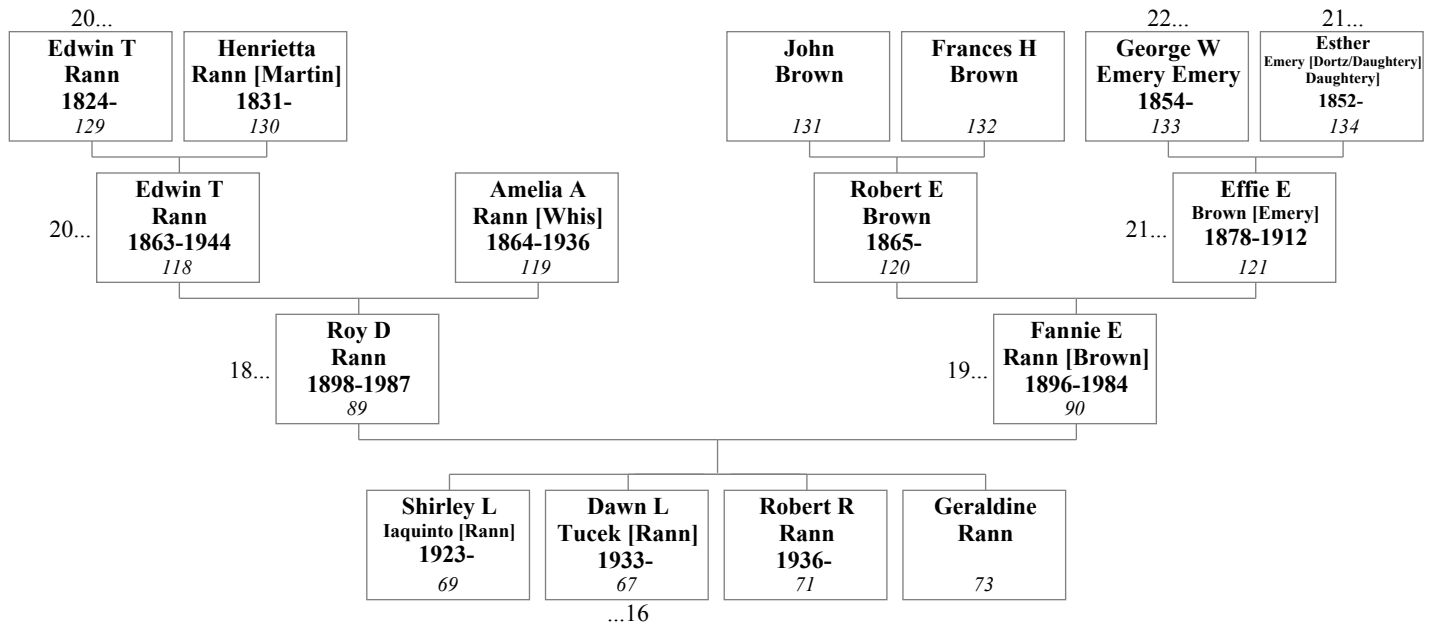 20...
Edwin T
Rann
1824-
129
Henrietta
Rann [Martin]
1831-
130
John
Brown
131
Frances H
Brown
132
22...
George W
Emery Emery
1854-
133
21...
Esther
Emery [Dortz/Daughtery]
Daughtery]
1852-
134
20...
Edwin T
Rann
1863-1944
118
Amelia A
Rann [Whis]
1864-1936
119
Robert E
Brown
1865-
120
21...
Effie E
Brown [Emery]
1878-1912
121
18...
Roy D
Rann
1898-1987
89
19...
Fannie E
Rann [Brown]
1896-1984
90
Shirley L
Iaquinto [Rann]
1923-
69
Dawn L
Tucek [Rann]
1933-
67
...16
Robert R
Rann
1936-
71
Geraldine
Rann
73